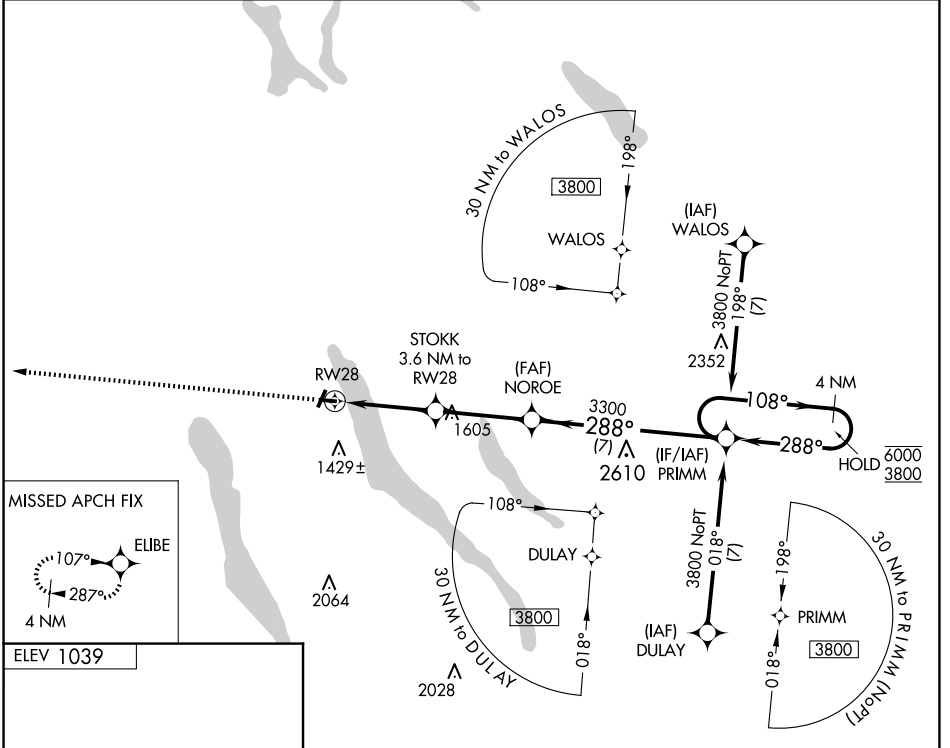 30 NM to WALOS
198°
3800
WALOS
108°
(IAF)
WALOS
3800 NoPT
198°
(7)
2352
STOKK
3.6 NM to
RW28
RW28
(FAF)
NOROE
4 NM
108°
1605
3300
288°
(7)
2610
(IF/IAF)
PRIMM
288°
HOLD
6000
3800
1429±
MISSED APCH FIX
ELIBE
107°
287°
4 NM
108°
DULAY
3800
30 NM to DULAY
018°
3800 NoPT
018°
(7)
(IAF)
DULAY
198°
PRIMM
3800
018°
30 NM to PRIMM (NoPT)
2064
2028
ELEV 1039